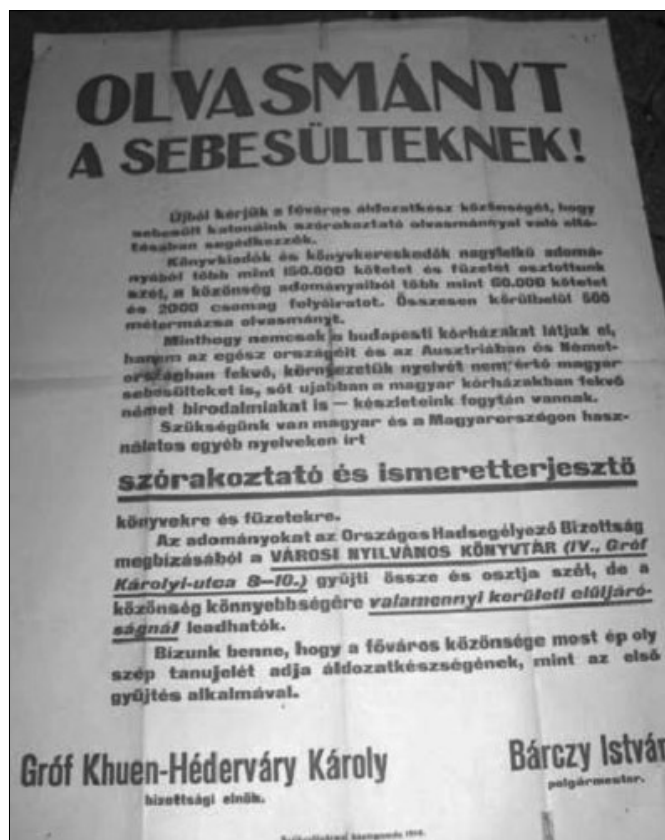 OLVASMÁNYT
A SEBESÜLTEKNEK!
Újból kérjük a főváros áldozatkész közönségét, hogy
sebesült katonáink szórakoztató olvasmánnyal való ellá-
tásában segédkezzék.
Könyvkiadók és könyvkereskedők nagylelkű adomá-
nyából több mint 150.000 kötetet és füzetet osztottunk
szét, a közönség adományaiból több mint 60.000 kötetet
és 2000 csomag folyóiratot. Összesen körülbelül 500
métermázsa olvasmányt.
Minthogy nemcsak a budapesti kórházakat látjuk el,
hanem az egész országéit és az Ausztriában és Német-
országban fekvő, környezetük nyelvét nem értő magyar
sebesülteket is, sőt ujabban a magyar kórházakban fekvő
német birodalmiakat is — készleteink fogytán vannak.
Szükségünk van magyar és a Magyarországon hasz-
nálatos egyéb nyelveken irt
szórakoztató és ismeretterjesztő
könyvekre és füzetekre.
Az adományokat az Országos Hadsegélyező Bizottság
megbízásából a VÁROSI NYILVÁNOS KÖNYVTÁR (IV., Gróf
Károlyi-utca 8—10.) gyűjti össze és osztja szét, de a
közönség könnyebbségére valamennyi kerületi elüljáró-
ságnál leadhatók.
Bizunk benne, hogy a főváros közönsége most ép oly
szép tanujelét adja áldozatkészségének, mint az első
gyűjtés alkalmával.
Gróf Khuen-Héderváry Károly
bizottsági elnök.
Bárczy István
polgármester.